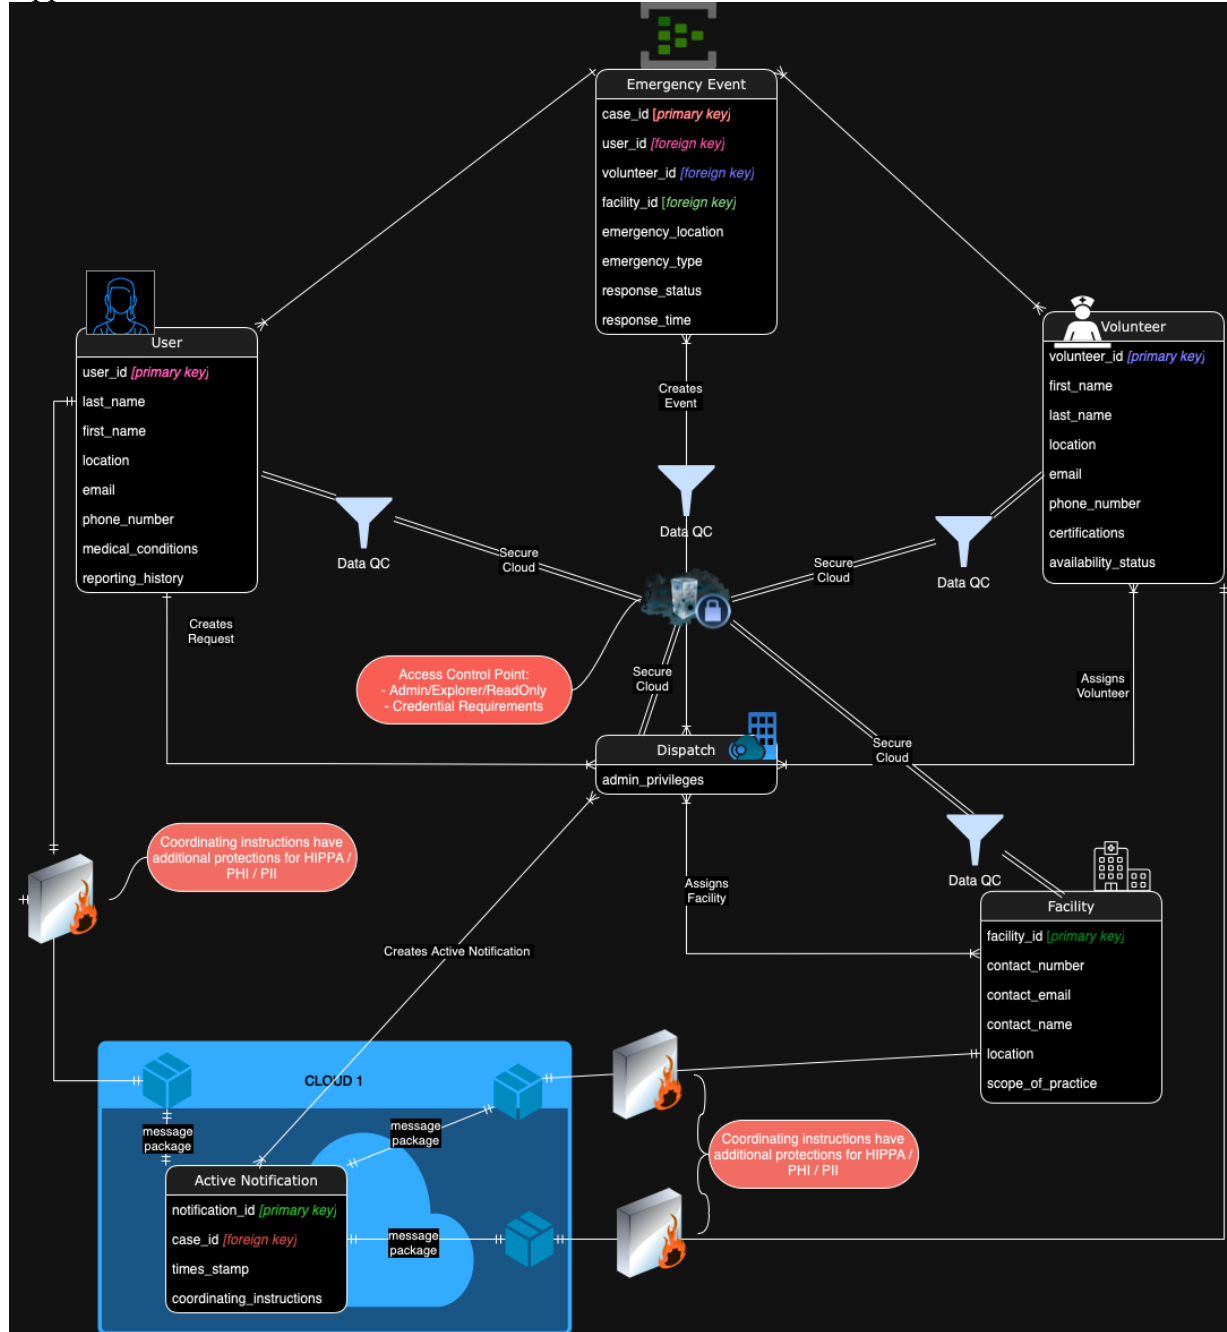 Emergency Event
case_id [primary key]
user_id [foreign key]
volunteer_id [foreign key]
facility_id [foreign key]
emergency_location
emergency_type
response_status
response_time
User
user_id [primary key]
last_name
first_name
location
email
phone_number
medical_conditions
reporting_history
Volunteer
volunteer_id [primary key]
first_name
last_name
location
email
phone_number
certifications
availability_status
Creates
Event
Data QC
Data QC
Data QC
Secure
Cloud
Secure
Cloud
Creates
Request
Access Control Point:
- Admin/Explorer/ReadOnly
- Credential Requirements
Secure
Cloud
Assigns
Volunteer
Dispatch
admin_privileges
Secure
Cloud
Coordinating instructions have
additional protections for HIPPA /
PHI / PII
Data QC
Assigns
Facility
Facility
facility_id [primary key]
contact_number
contact_email
contact_name
location
scope_of_practice
Creates Active Notification
CLOUD 1
message
package
message
package
Coordinating instructions have
additional protections for HIPPA /
PHI / PII
Active Notification
notification_id [primary key]
case_id [foreign key]
times_stamp
coordinating_instructions
message
package